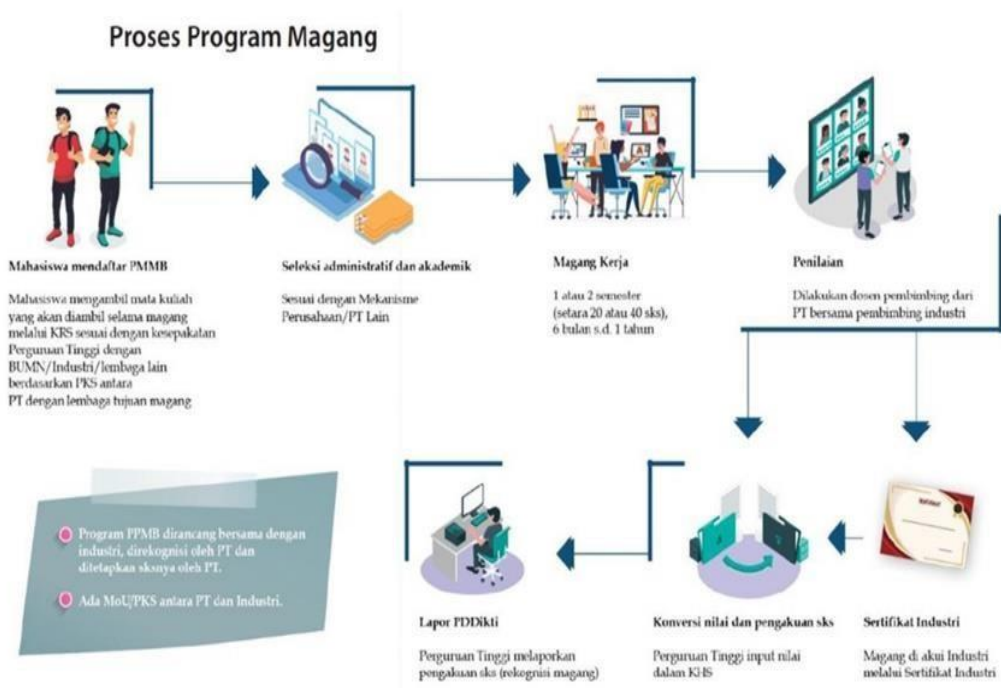 Proses Program Magang
Mahasiswa mendaftar PMMB
Mahasiswa mengambil mata kuliah
yang akan diambil selama magang
melalui KRS sesuai dengan kesepakatan
Perguruan Tinggi dengan
BUMN/Industri/lembaga lain
berdasarkan PKS antara
PT dengan lembaga tujuan magang
Seleksi administratif dan akademik
Sesuai dengan Mekanisme
Perusahaan/PT Lain
Magang Kerja
1 atau 2 semester
(setara 20 atau 40 sks),
6 bulan s.d. 1 tahun
Penilaian
Dilakukan dosen pembimbing dari
PT bersama pembimbing industri
Program PPMB dirancang bersama dengan
industri, direkognisi oleh PT dan
ditetapkan sksnya oleh PT.
Ada MoU/PKS antara PT dan Industri.
Lapor PDDikti
Perguruan Tinggi melaporkan
pengakuan sks (rekognisi magang)
Konversi nilai dan pengakuan sks
Perguruan Tinggi input nilai
dalam KHS
Sertifikat Industri
Magang di akui Industri
melalui Sertifikat Industri